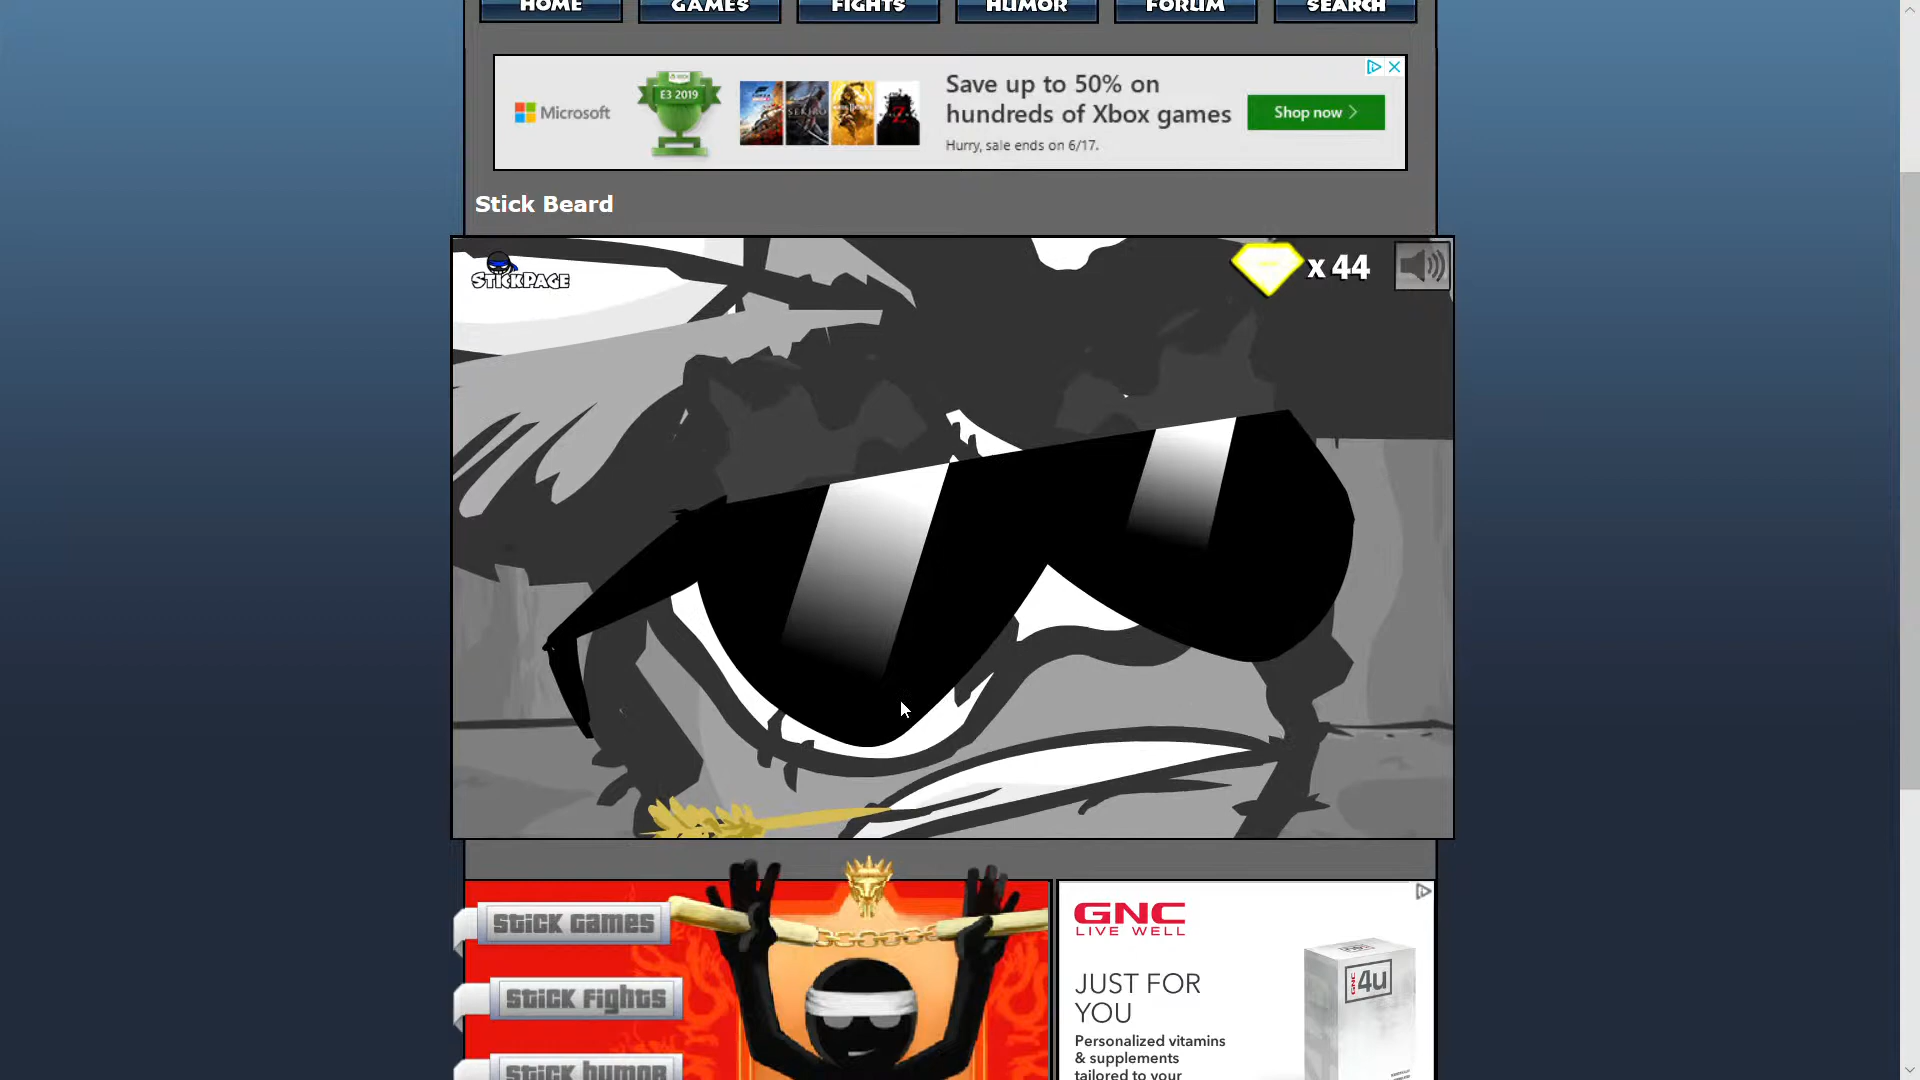 HOME GAMES FIGHTS HUMOR FORUM SEARCH
Microsoft
E3 2019
SEKIRO
Save up to 50% on
hundreds of Xbox games
Hurry, sale ends on 6/17.
Shop now
Stick Beard
STICKPAGE
x 44
STICK GAMES
STICK FIGHTS
STICK HUMOR
GNC
LIVE WELL
JUST FOR
YOU
Personalized vitamins
& supplements
tailored to your
GNC 4u